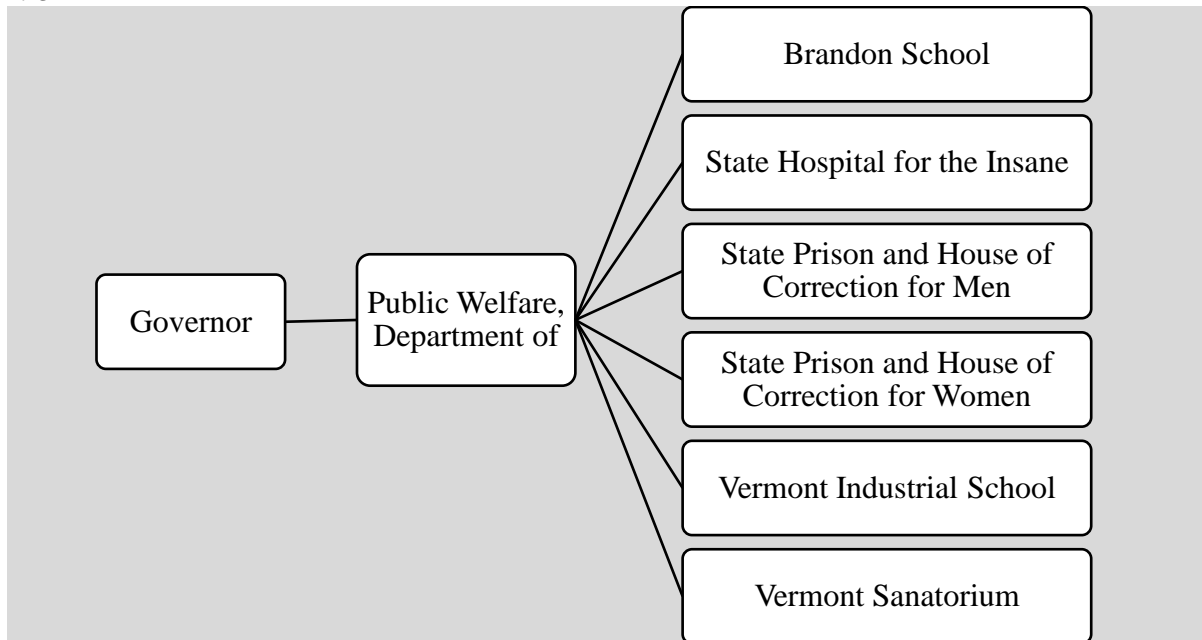 Brandon School
State Hospital for the Insane
State Prison and House of
Correction for Men
Governor
Public Welfare,
Department of
State Prison and House of
Correction for Women
Vermont Industrial School
Vermont Sanatorium